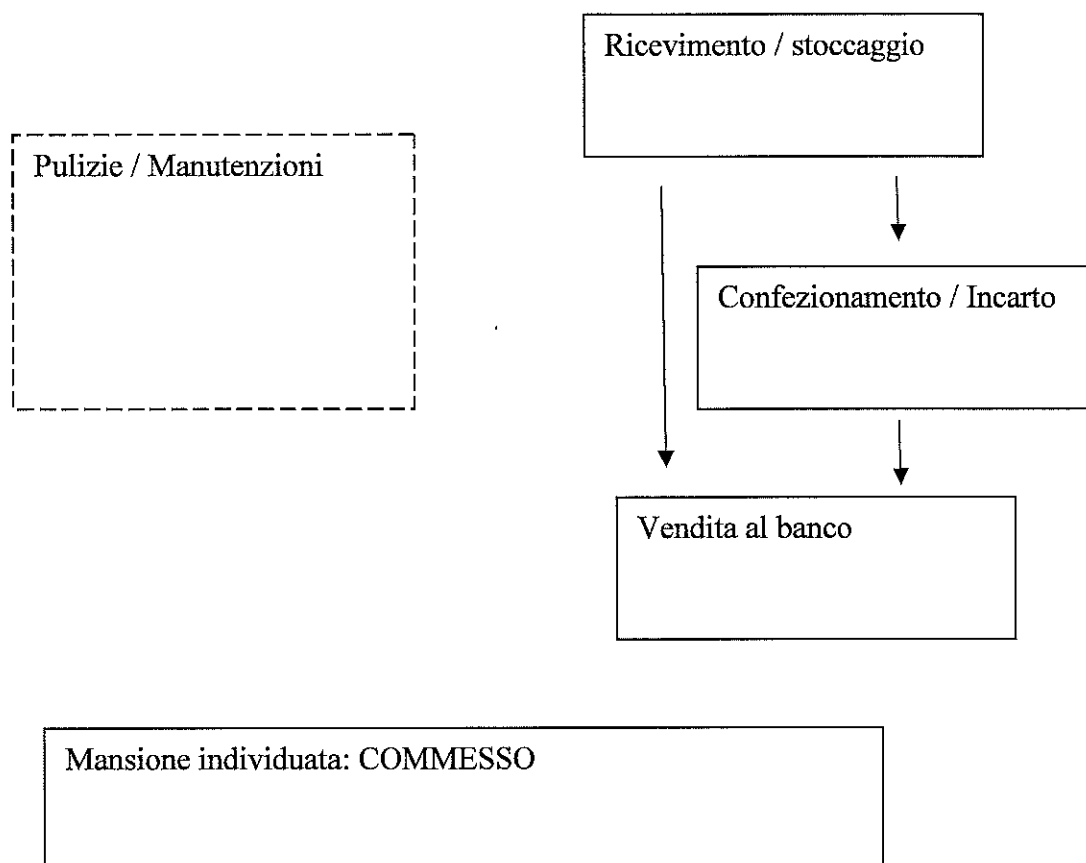 Ricevimento / stoccaggio
Pulizie / Manutenzioni
Confezionamento / Incarto
Vendita al banco
Mansione individuata: COMMESSO